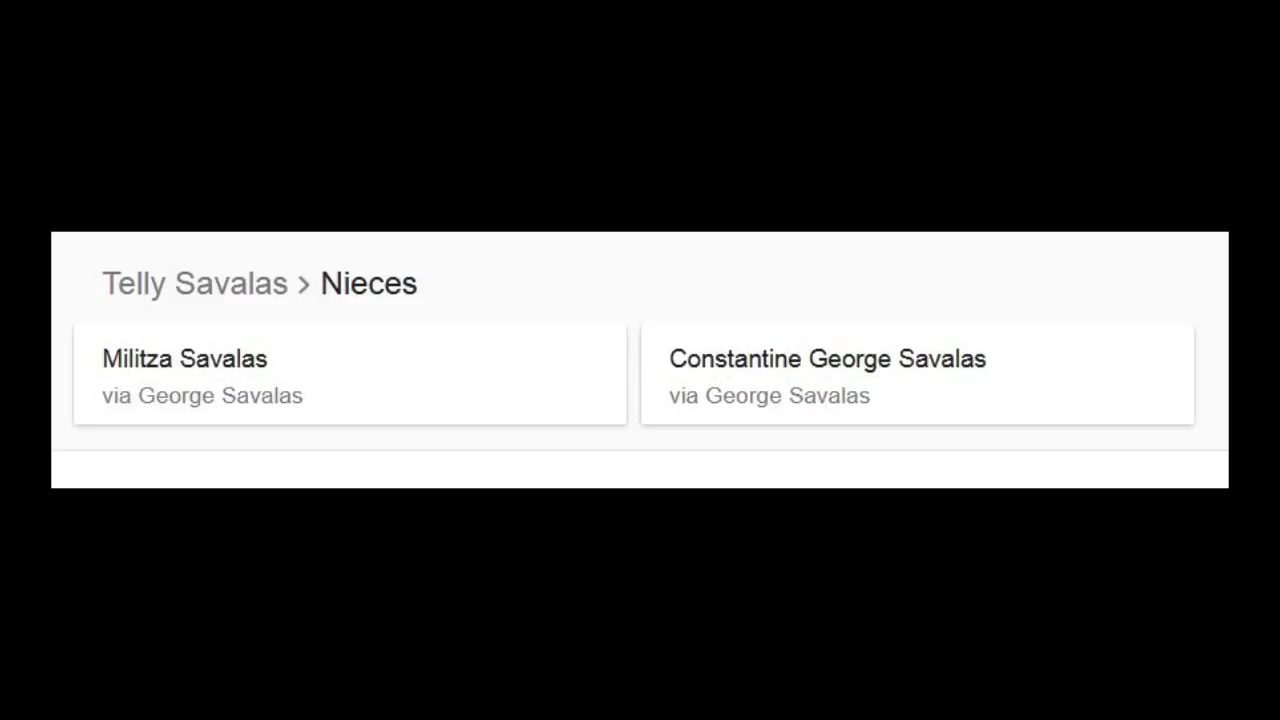 Telly Savalas > Nieces
Militza Savalas
via George Savalas
Constantine George Savalas
via George Savalas